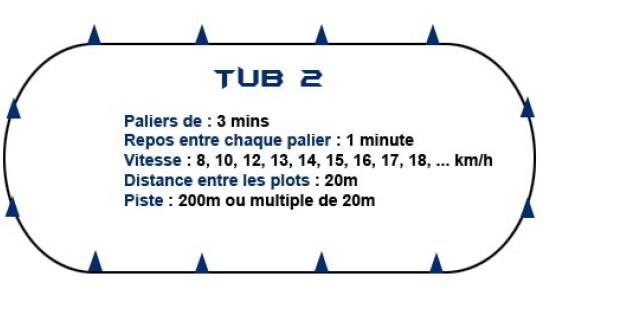 TUB 2
Paliers de : 3 mins
Repos entre chaque palier : 1 minute
Vitesse : 8, 10, 12, 13, 14, 15, 16, 17, 18, ... km/h
Distance entre les plots : 20m
Piste : 200m ou multiple de 20m